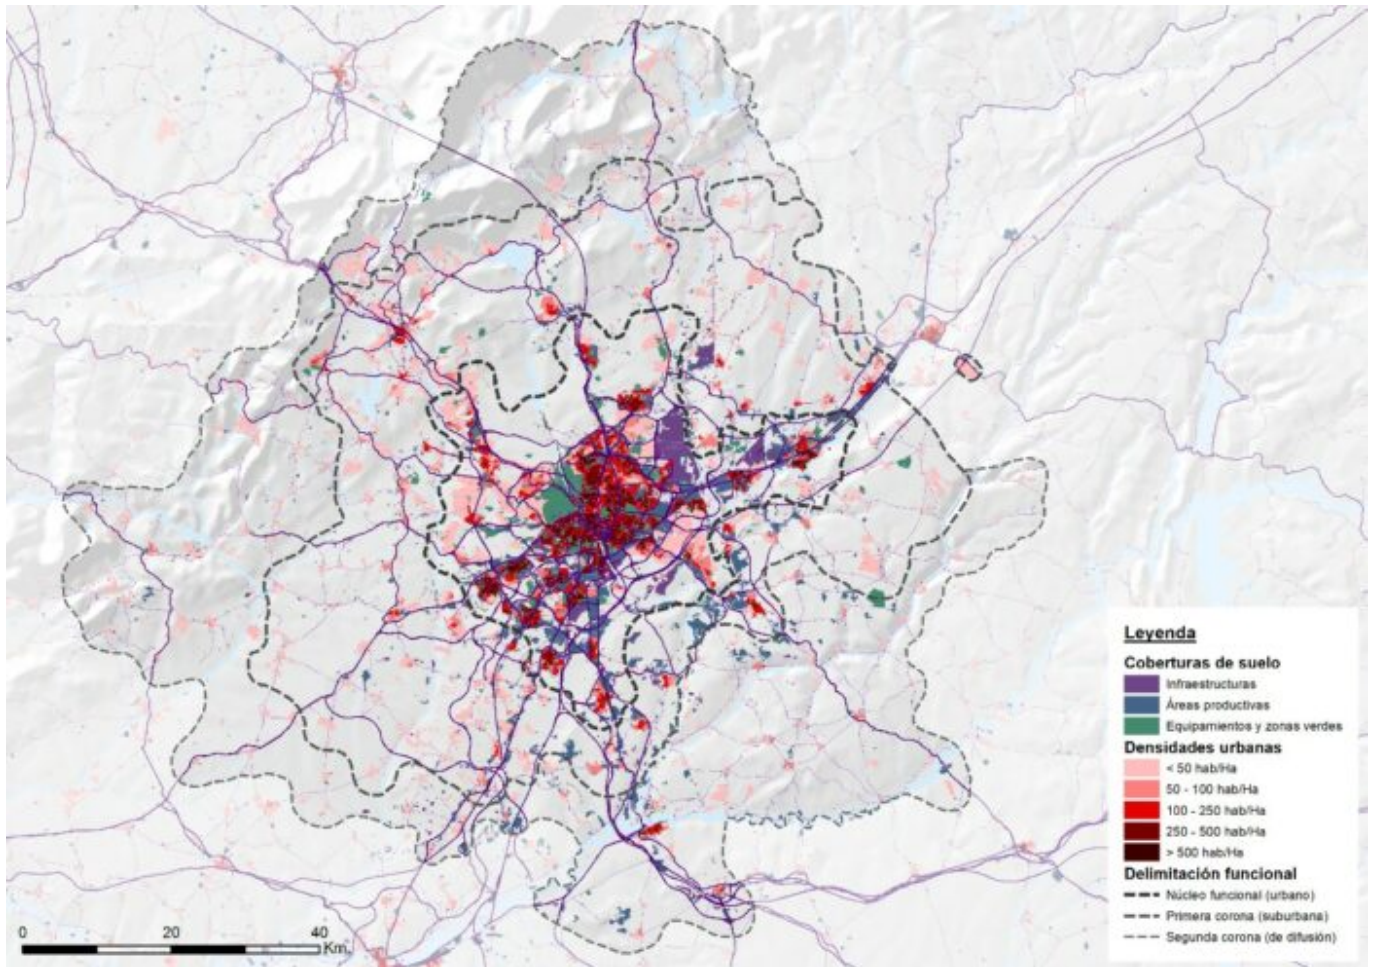 Leyenda
Coberturas de suelo
Infraestructuras
Áreas productivas
Equipamientos y zonas verdes
Densidades urbanas
< 50 hab/Ha
50 - 100 hab/Ha
100 - 250 hab/Ha
250 - 500 hab/Ha
> 500 hab/Ha
Delimitación funcional
Núcleo funcional (urbano)
Primera corona (suburbana)
Segunda corona (de difusión)
0 20 40
Km.